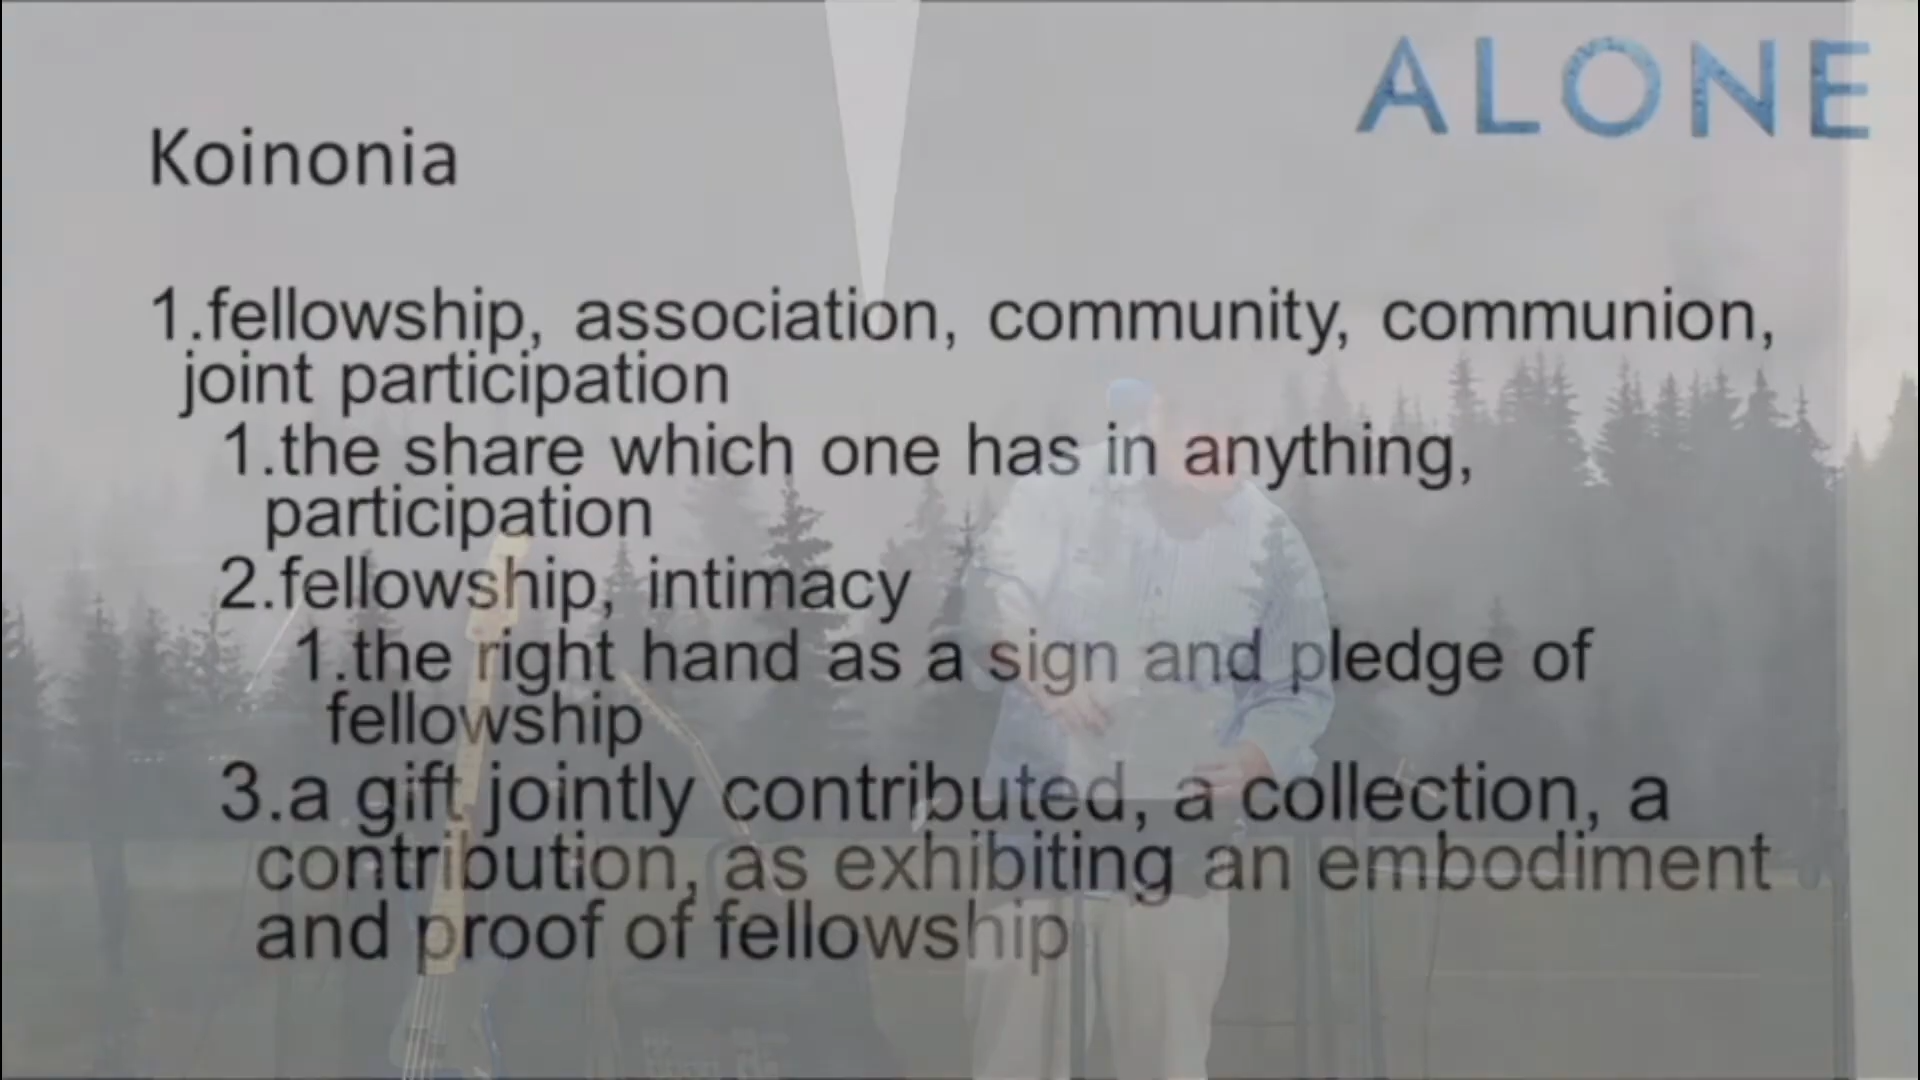 ALONE
Koinonia
1.fellowship, association, community, communion,
joint participation
1.the share which one has in anything,
participation
2.fellowship, intimacy
1.the right hand as a sign and pledge of
fellowship
3.a gift jointly contributed, a collection, a
contribution, as exhibiting an embodiment
and proof of fellowship